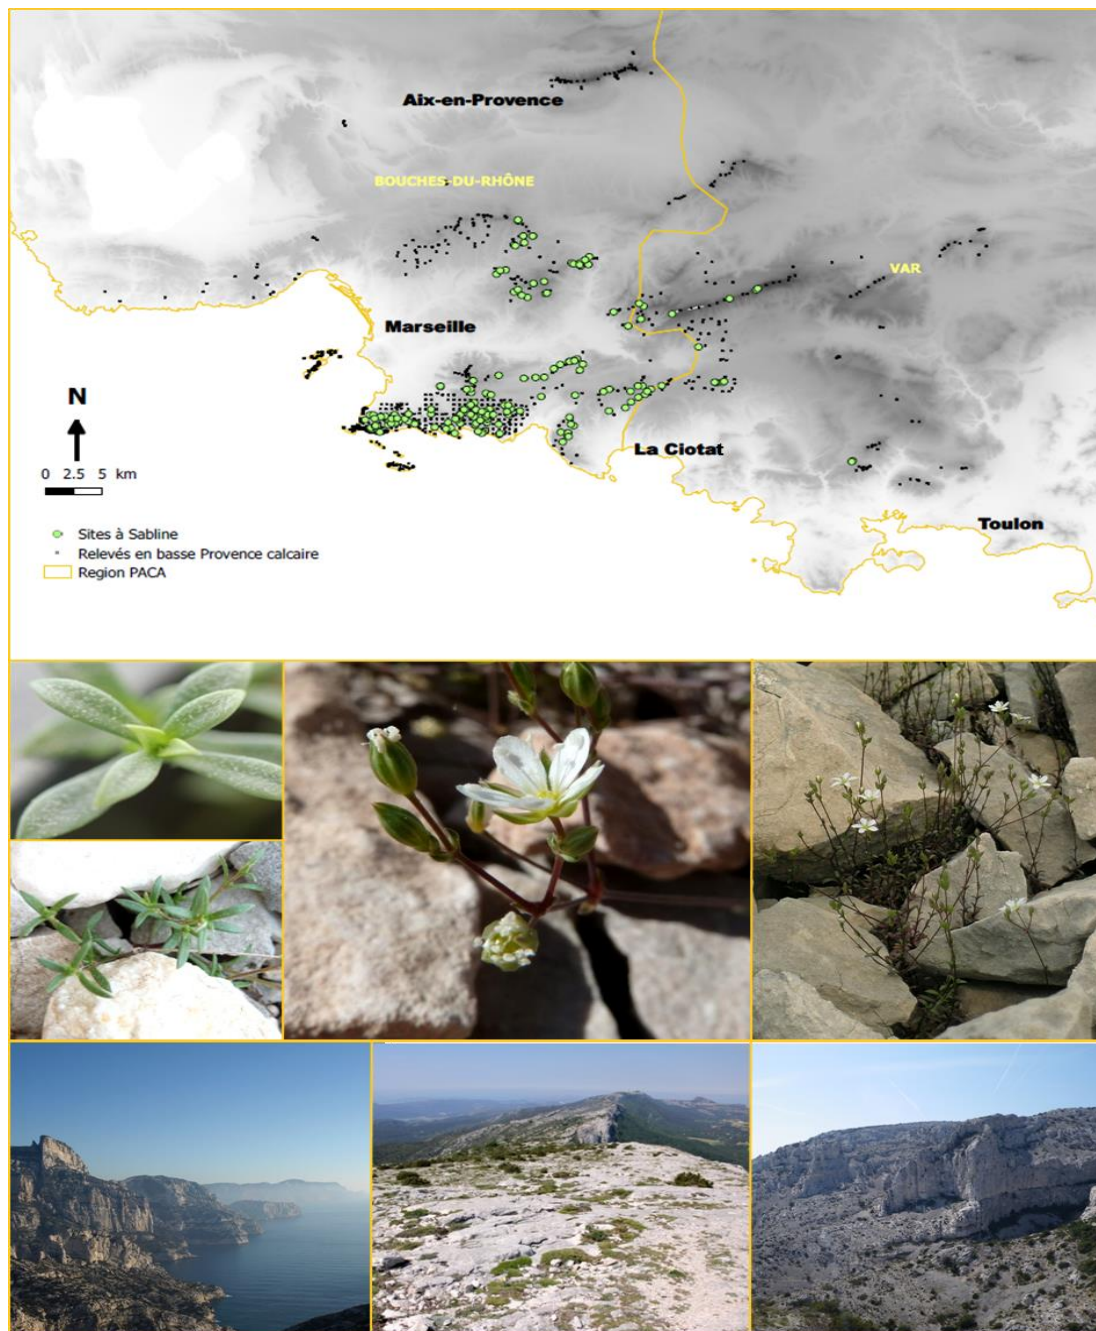 Aix-en-Provence
BOUCHES-DU-RHÔNE
VAR
Marseille
N
La Ciotat
0 2.5 5 km
Toulon
Sites à Sabline
Relevés en basse Provence calcaire
Region PACA